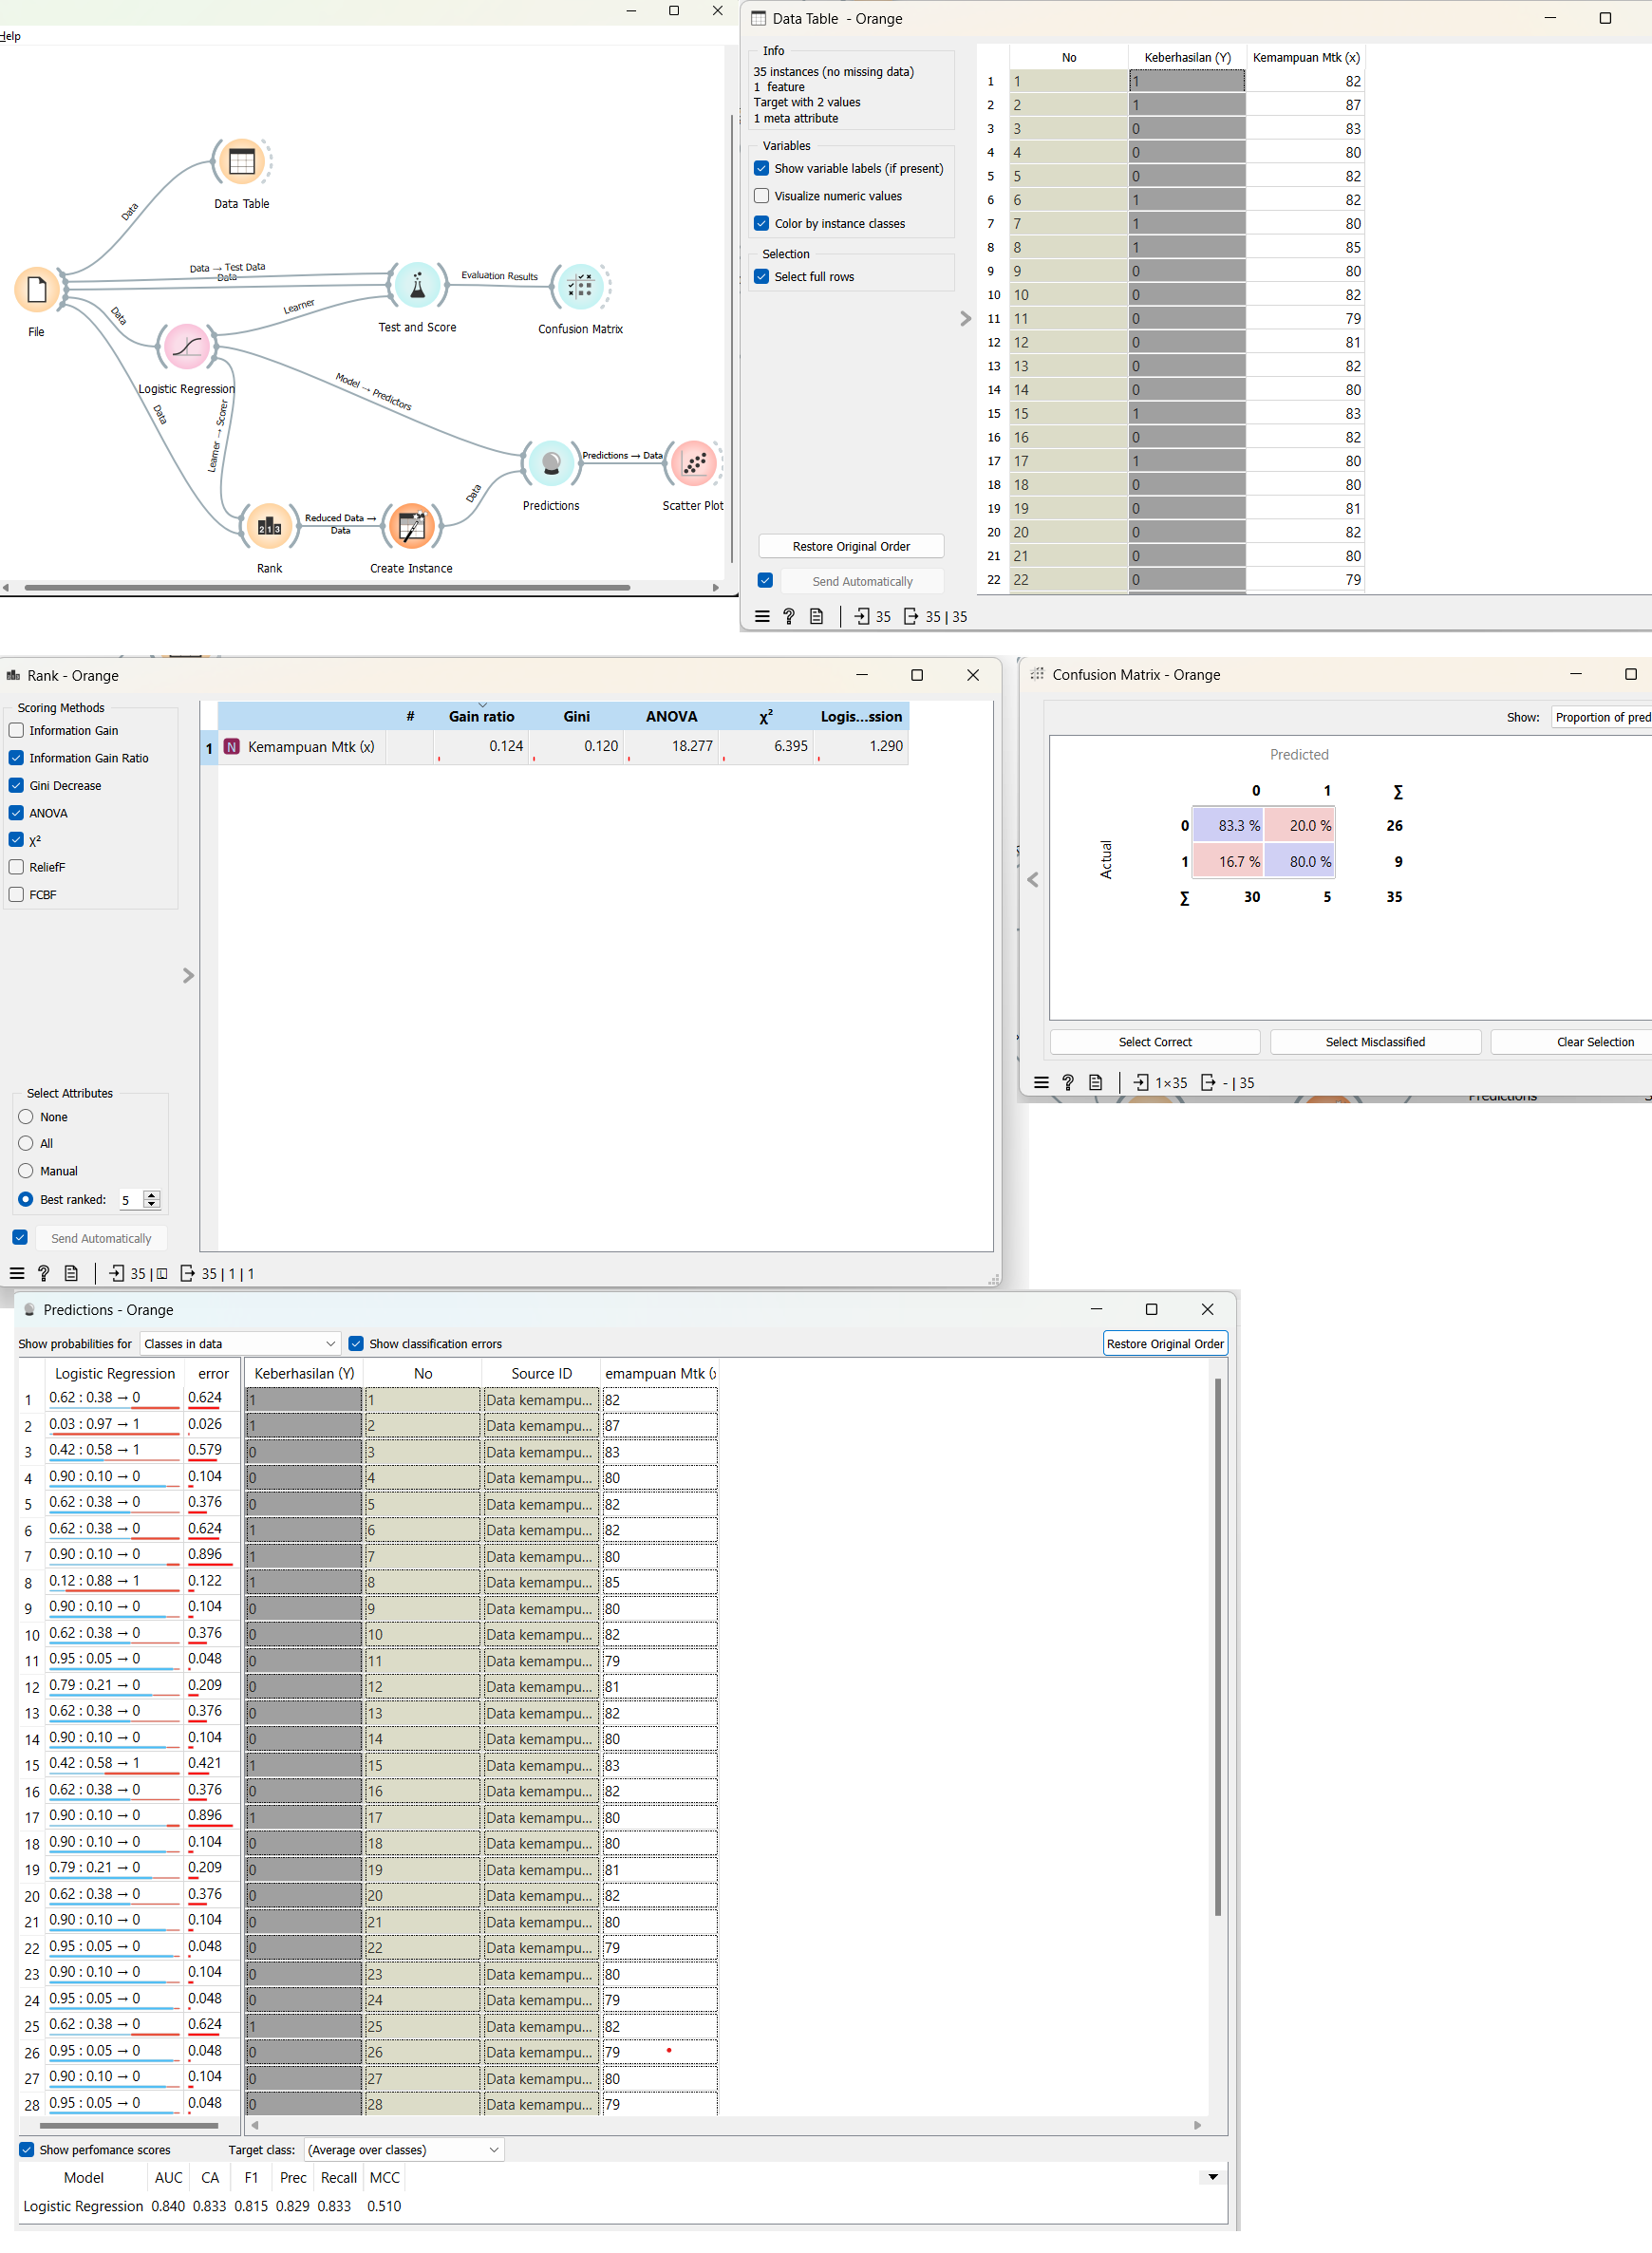 Help
Data Table
Data
Data → Test Data
Data
Evaluation Results
File
Data
Learner
Test and Score
Confusion Matrix
Logistic Regression
Model → Predictors
Data
Learner → Scorer
Predictions → Data
Predictions
Scatter Plot
Data
Reduced Data →
Data
Rank
Create Instance
Data Table - Orange
Info
35 instances (no missing data)
1 feature
Target with 2 values
1 meta attribute
Variables
Show variable labels (if present)
Visualize numeric values
Color by instance classes
Selection
Select full rows
Restore Original Order
Send Automatically
35 35 | 35
No Keberhasilan (Y) Kemampuan Mtk (x)
1 1 1 82
2 2 1 87
3 3 0 83
4 4 0 80
5 5 0 82
6 6 1 82
7 7 1 80
8 8 1 85
9 9 0 80
10 10 0 82
11 11 0 79
12 12 0 81
13 13 0 82
14 14 0 80
15 15 1 83
16 16 0 82
17 17 1 80
18 18 0 80
19 19 0 81
20 20 0 82
21 21 0 80
22 22 0 79
Rank - Orange
Scoring Methods
Information Gain
Information Gain Ratio
Gini Decrease
ANOVA
χ²
ReliefF
FCBF
Select Attributes
None
All
Manual
Best ranked: 5
Send Automatically
35 | 35 | 1 | 1
# Gain ratio Gini ANOVA χ² Logis...ssion
1 N Kemampuan Mtk (x) 0.124 0.120 18.277 6.395 1.290
Confusion Matrix - Orange
Show: Proportion of pred
Predicted
0 1 ∑
Actual
0 83.3 % 20.0 % 26
1 16.7 % 80.0 % 9
∑ 30 5 35
Select Correct Select Misclassified Clear Selection
1×35 - | 35
Predictions
Predictions - Orange
Show probabilities for Classes in data Show classification errors Restore Original Order
Logistic Regression error Keberhasilan (Y) No Source ID emampuan Mtk (
1 0.62 : 0.38 → 0 0.624 1 1 Data kemampu... 82
2 0.03 : 0.97 → 1 0.026 1 2 Data kemampu... 87
3 0.42 : 0.58 → 1 0.579 0 3 Data kemampu... 83
4 0.90 : 0.10 → 0 0.104 0 4 Data kemampu... 80
5 0.62 : 0.38 → 0 0.376 0 5 Data kemampu... 82
6 0.62 : 0.38 → 0 0.624 1 6 Data kemampu... 82
7 0.90 : 0.10 → 0 0.896 1 7 Data kemampu... 80
8 0.12 : 0.88 → 1 0.122 1 8 Data kemampu... 85
9 0.90 : 0.10 → 0 0.104 0 9 Data kemampu... 80
10 0.62 : 0.38 → 0 0.376 0 10 Data kemampu... 82
11 0.95 : 0.05 → 0 0.048 0 11 Data kemampu... 79
12 0.79 : 0.21 → 0 0.209 0 12 Data kemampu... 81
13 0.62 : 0.38 → 0 0.376 0 13 Data kemampu... 82
14 0.90 : 0.10 → 0 0.104 0 14 Data kemampu... 80
15 0.42 : 0.58 → 1 0.421 1 15 Data kemampu... 83
16 0.62 : 0.38 → 0 0.376 0 16 Data kemampu... 82
17 0.90 : 0.10 → 0 0.896 1 17 Data kemampu... 80
18 0.90 : 0.10 → 0 0.104 0 18 Data kemampu... 80
19 0.79 : 0.21 → 0 0.209 0 19 Data kemampu... 81
20 0.62 : 0.38 → 0 0.376 0 20 Data kemampu... 82
21 0.90 : 0.10 → 0 0.104 0 21 Data kemampu... 80
22 0.95 : 0.05 → 0 0.048 0 22 Data kemampu... 79
23 0.90 : 0.10 → 0 0.104 0 23 Data kemampu... 80
24 0.95 : 0.05 → 0 0.048 0 24 Data kemampu... 79
25 0.62 : 0.38 → 0 0.624 1 25 Data kemampu... 82
26 0.95 : 0.05 → 0 0.048 0 26 Data kemampu... 79
27 0.90 : 0.10 → 0 0.104 0 27 Data kemampu... 80
28 0.95 : 0.05 → 0 0.048 0 28 Data kemampu... 79
Show perfomance scores Target class: (Average over classes)
Model AUC CA F1 Prec Recall MCC
Logistic Regression 0.840 0.833 0.815 0.829 0.833 0.510